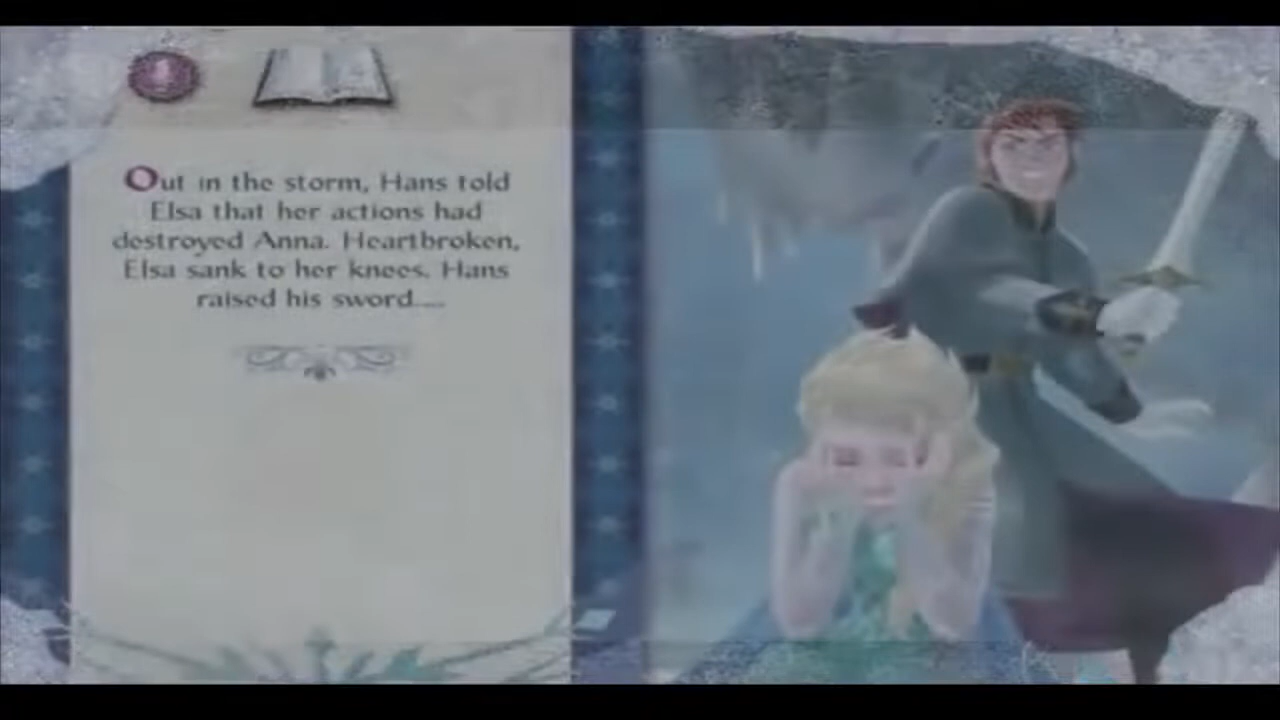 Out in the storm, Hans told
Elsa that her actions had
destroyed Anna. Heartbroken,
Elsa sank to her knees. Hans
raised his sword....